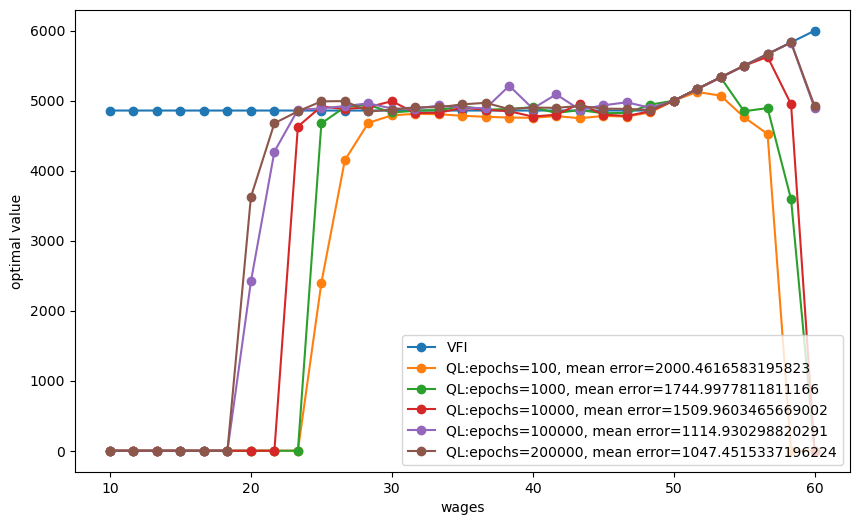 6000
5000
4000
3000
2000
1000
0
optimal value
10
20
30
40
50
60
wages
VFI
QL:epochs=100, mean error=2000.4616583195823
QL:epochs=1000, mean error=1744.9977811811166
QL:epochs=10000, mean error=1509.9603465669002
QL:epochs=100000, mean error=1114.930298820291
QL:epochs=200000, mean error=1047.4515337196224